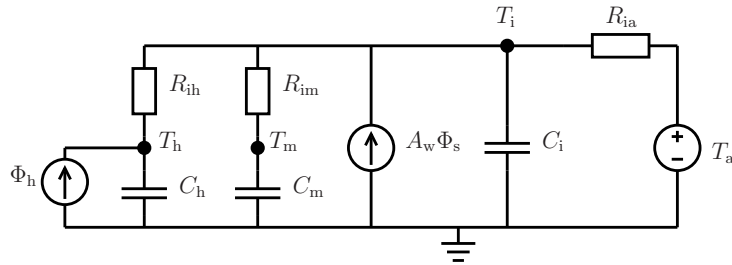 T_i R_ia
R_ih R_im
T_h T_m A_wΦ_s C_i T_a
Φ_h C_h C_m